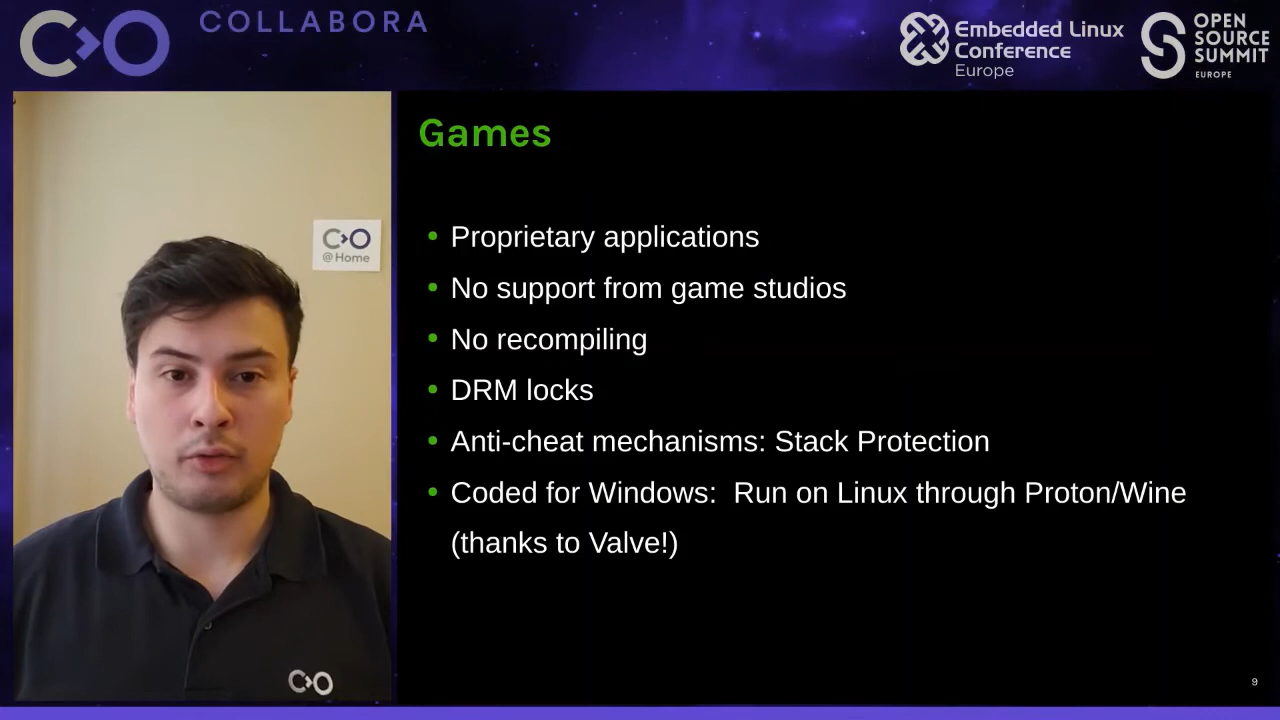 COLLABORA
Embedded Linux
Conference
Europe
OPEN
SOURCE
SUMMIT
EUROPE
@Home
Games
Proprietary applications
No support from game studios
No recompiling
DRM locks
Anti-cheat mechanisms: Stack Protection
Coded for Windows: Run on Linux through Proton/Wine
(thanks to Valve!)
9